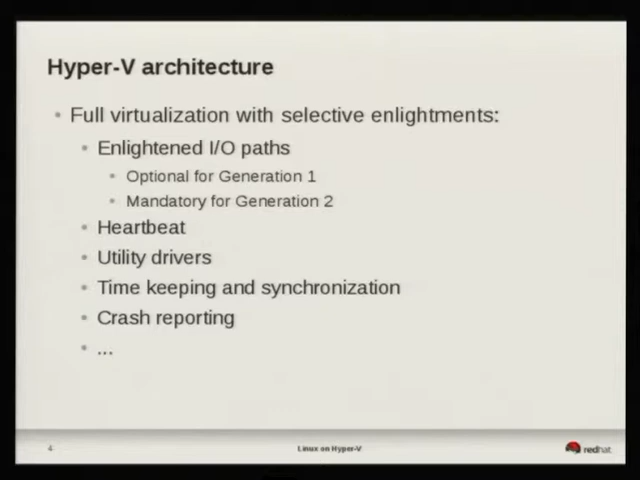 Hyper-V architecture
Full virtualization with selective enlightments:
Enlightened I/O paths
Optional for Generation 1
Mandatory for Generation 2
Heartbeat
Utility drivers
Time keeping and synchronization
Crash reporting
...
4
Linux on Hyper-V
redhat.